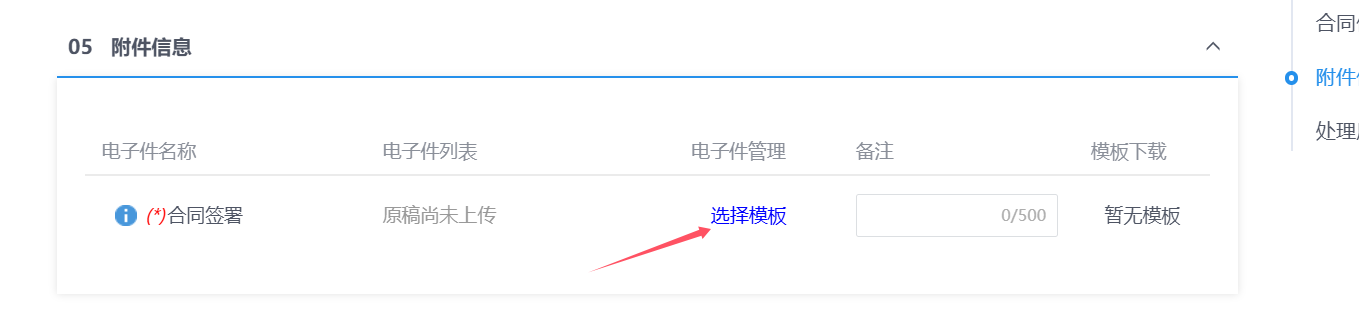 合同
05 附件信息
附件
电子件名称 电子件列表 电子件管理 备注 模板下载
处理
(*)合同签署 原稿尚未上传 选择模板 0/500 暂无模板